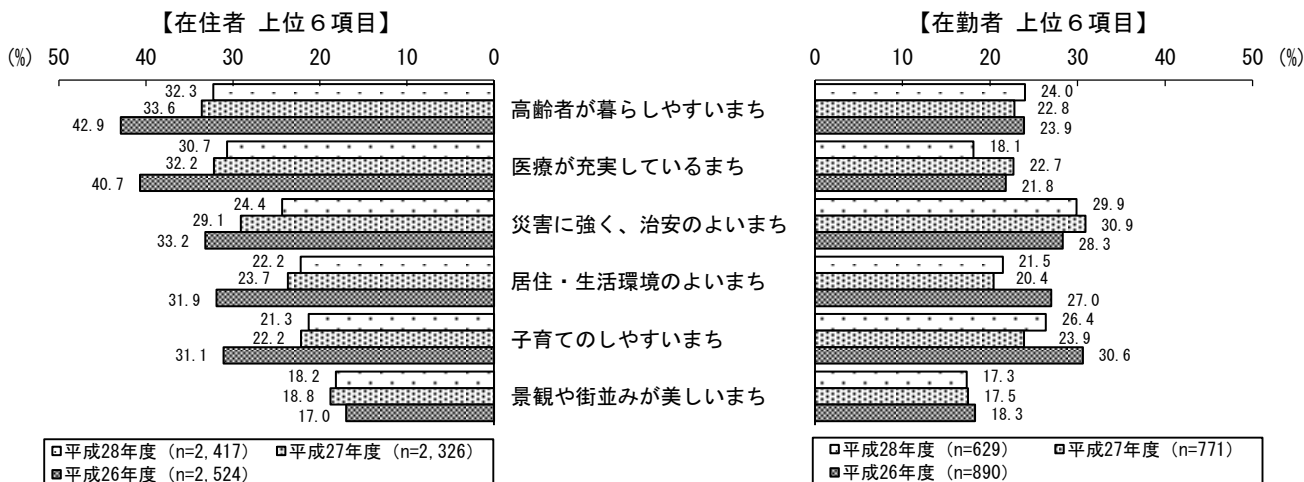 【在住者 上位６項目】
(%) 50 40 30 20 10 0
32.3
33.6
42.9
30.7
32.2
40.7
24.4
29.1
33.2
22.2
23.7
31.9
21.3
22.2
31.1
18.2
18.8
17.0
平成28年度 (n=2,417) 平成27年度 (n=2,326)
平成26年度 (n=2,524)
高齢者が暮らしやすいまち
医療が充実しているまち
災害に強く、治安のよいまち
居住・生活環境のよいまち
子育てのしやすいまち
景観や街並みが美しいまち
【在勤者 上位６項目】
0 10 20 30 40 50 (%)
24.0
22.8
23.9
18.1
22.7
21.8
29.9
30.9
28.3
21.5
20.4
27.0
26.4
23.9
30.6
17.3
17.5
18.3
平成28年度 (n=629) 平成27年度 (n=771)
平成26年度 (n=890)